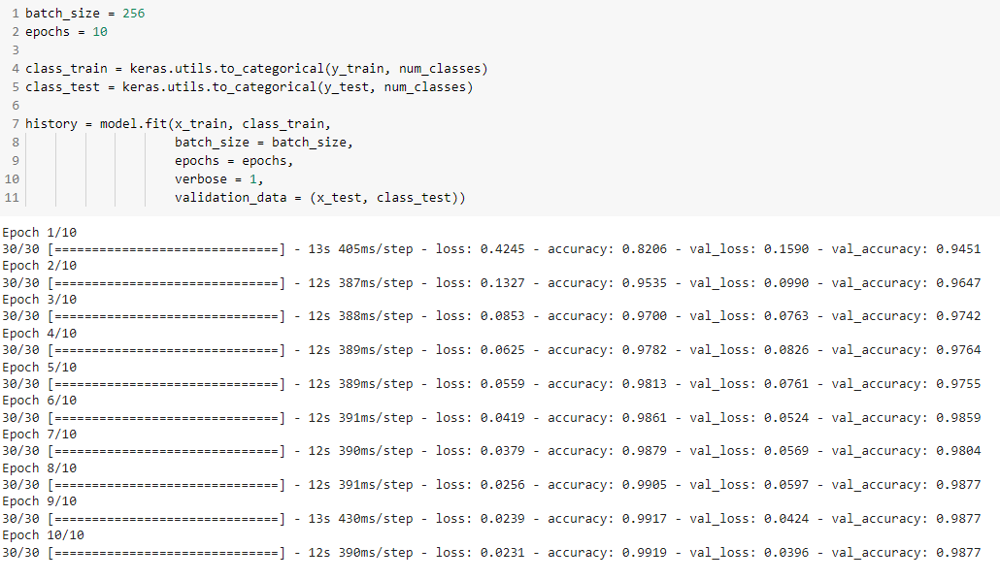 1 batch_size = 256
2 epochs = 10
3
4 class_train = keras.utils.to_categorical(y_train, num_classes)
5 class_test = keras.utils.to_categorical(y_test, num_classes)
6
7 history = model.fit(x_train, class_train,
8                     batch_size = batch_size,
9                     epochs = epochs,
10                     verbose = 1,
11                     validation_data = (x_test, class_test))
Epoch 1/10
30/30 [==============================] - 13s 405ms/step - loss: 0.4245 - accuracy: 0.8206 - val_loss: 0.1590 - val_accuracy: 0.9451
Epoch 2/10
30/30 [==============================] - 12s 387ms/step - loss: 0.1327 - accuracy: 0.9535 - val_loss: 0.0990 - val_accuracy: 0.9647
Epoch 3/10
30/30 [==============================] - 12s 388ms/step - loss: 0.0853 - accuracy: 0.9700 - val_loss: 0.0763 - val_accuracy: 0.9742
Epoch 4/10
30/30 [==============================] - 12s 389ms/step - loss: 0.0625 - accuracy: 0.9782 - val_loss: 0.0826 - val_accuracy: 0.9764
Epoch 5/10
30/30 [==============================] - 12s 389ms/step - loss: 0.0559 - accuracy: 0.9813 - val_loss: 0.0761 - val_accuracy: 0.9755
Epoch 6/10
30/30 [==============================] - 12s 391ms/step - loss: 0.0419 - accuracy: 0.9861 - val_loss: 0.0524 - val_accuracy: 0.9859
Epoch 7/10
30/30 [==============================] - 12s 390ms/step - loss: 0.0379 - accuracy: 0.9879 - val_loss: 0.0569 - val_accuracy: 0.9804
Epoch 8/10
30/30 [==============================] - 12s 391ms/step - loss: 0.0256 - accuracy: 0.9905 - val_loss: 0.0597 - val_accuracy: 0.9877
Epoch 9/10
30/30 [==============================] - 13s 430ms/step - loss: 0.0239 - accuracy: 0.9917 - val_loss: 0.0424 - val_accuracy: 0.9877
Epoch 10/10
30/30 [==============================] - 12s 390ms/step - loss: 0.0231 - accuracy: 0.9919 - val_loss: 0.0396 - val_accuracy: 0.9877